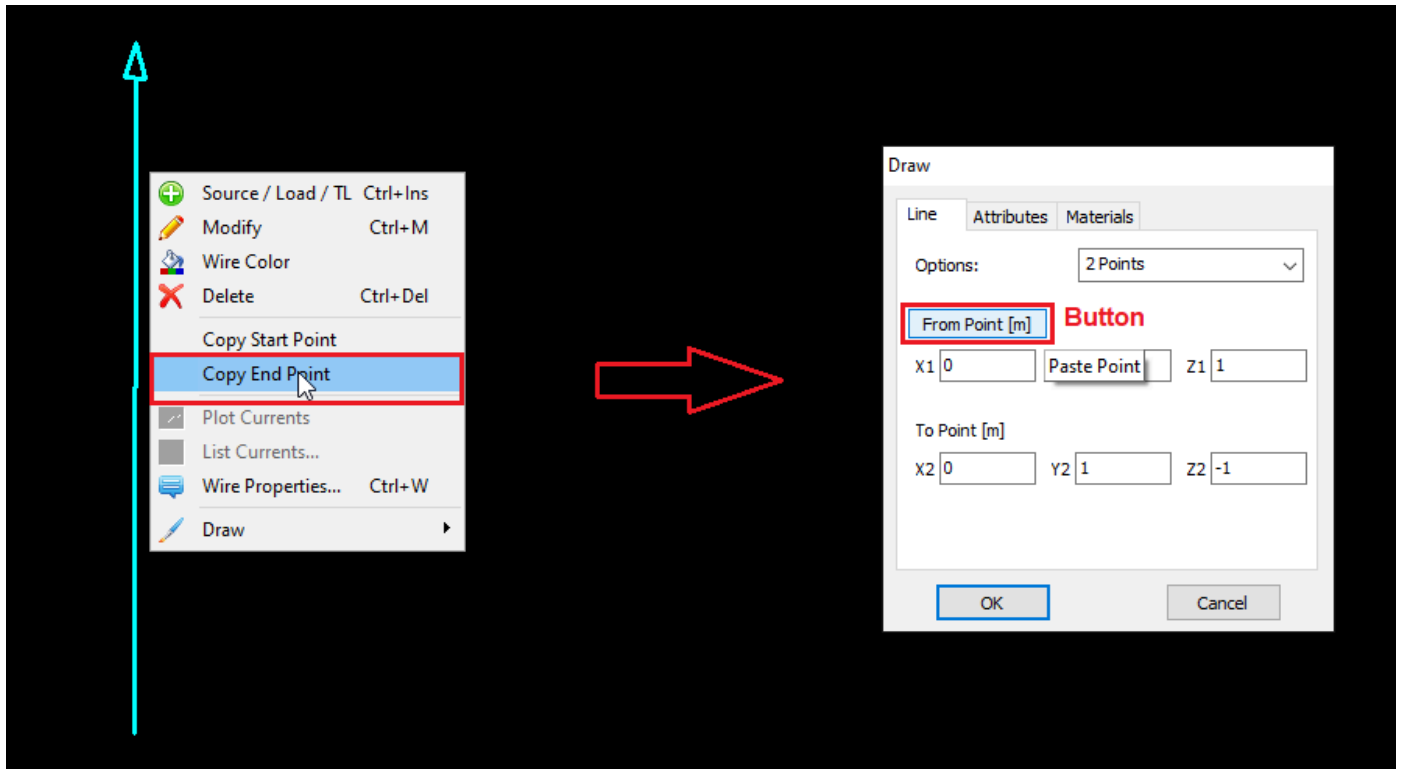 Source / Load / TL Ctrl+Ins
Modify Ctrl+M
Wire Color
Delete Ctrl+Del
Copy Start Point
Copy End Point
Plot Currents
List Currents...
Wire Properties... Ctrl+W
Draw
Draw
Line Attributes Materials
Options: 2 Points
From Point [m] Button
X1 0 Paste Point Z1 1
To Point [m]
X2 0 Y2 1 Z2 -1
OK Cancel